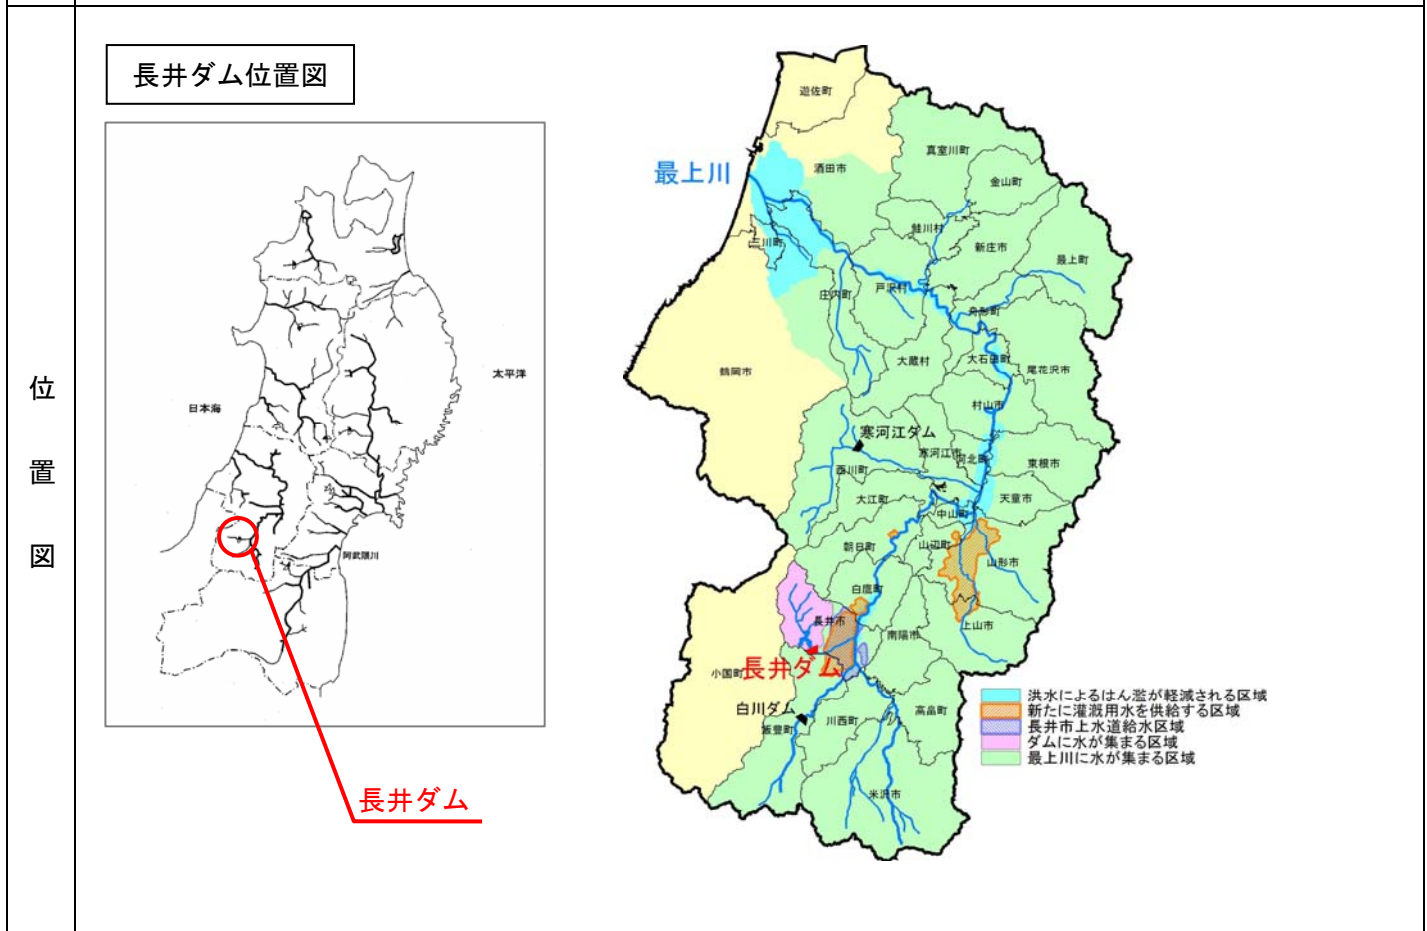 位置図
長井ダム位置図
日本海
太平洋
阿武隈川
長井ダム
最上川
遊佐町
酒田市
真室川町
金山町
鮭川村
新庄市
最上町
三川町
庄内町
戸沢村
舟形町
大蔵村
大石田町
尾花沢市
鶴岡市
村山市
寒河江ダム
寒河江市
河北町
東根市
西川町
大江町
天童市
中山町
朝日町
山辺町
山形市
白鷹町
長井市
南陽市
上山市
小国町
長井ダム
白川ダム
飯豊町
川西町
高畠町
米沢市
洪水によるはん濫が軽減される区域
新たに灌漑用水を供給する区域
長井市上水道給水区域
ダムに水が集まる区域
最上川に水が集まる区域